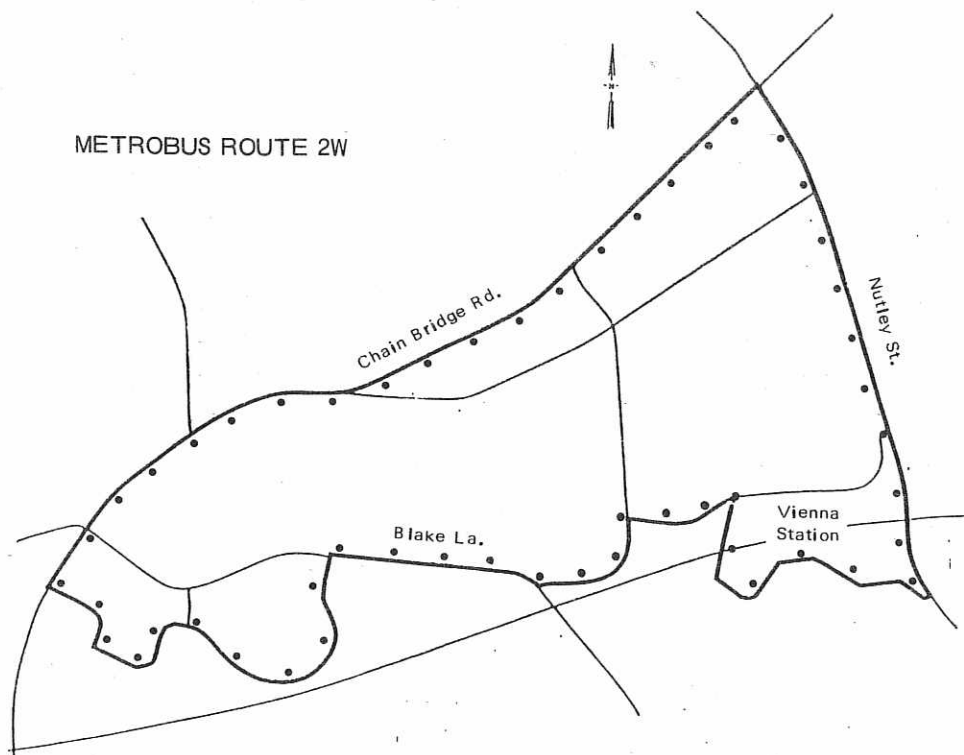 METROBUS ROUTE 2W
N
Chain Bridge Rd.
Nutley St.
Blake La.
Vienna
Station